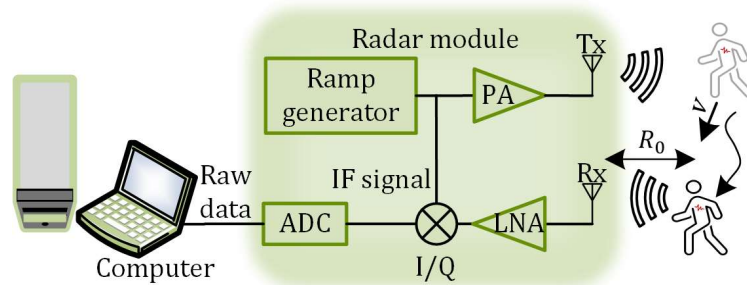 Radar module
Tx
Ramp
generator
PA
V
R₀
IF signal
Rx
Raw
data
ADC
LNA
Computer
I/Q